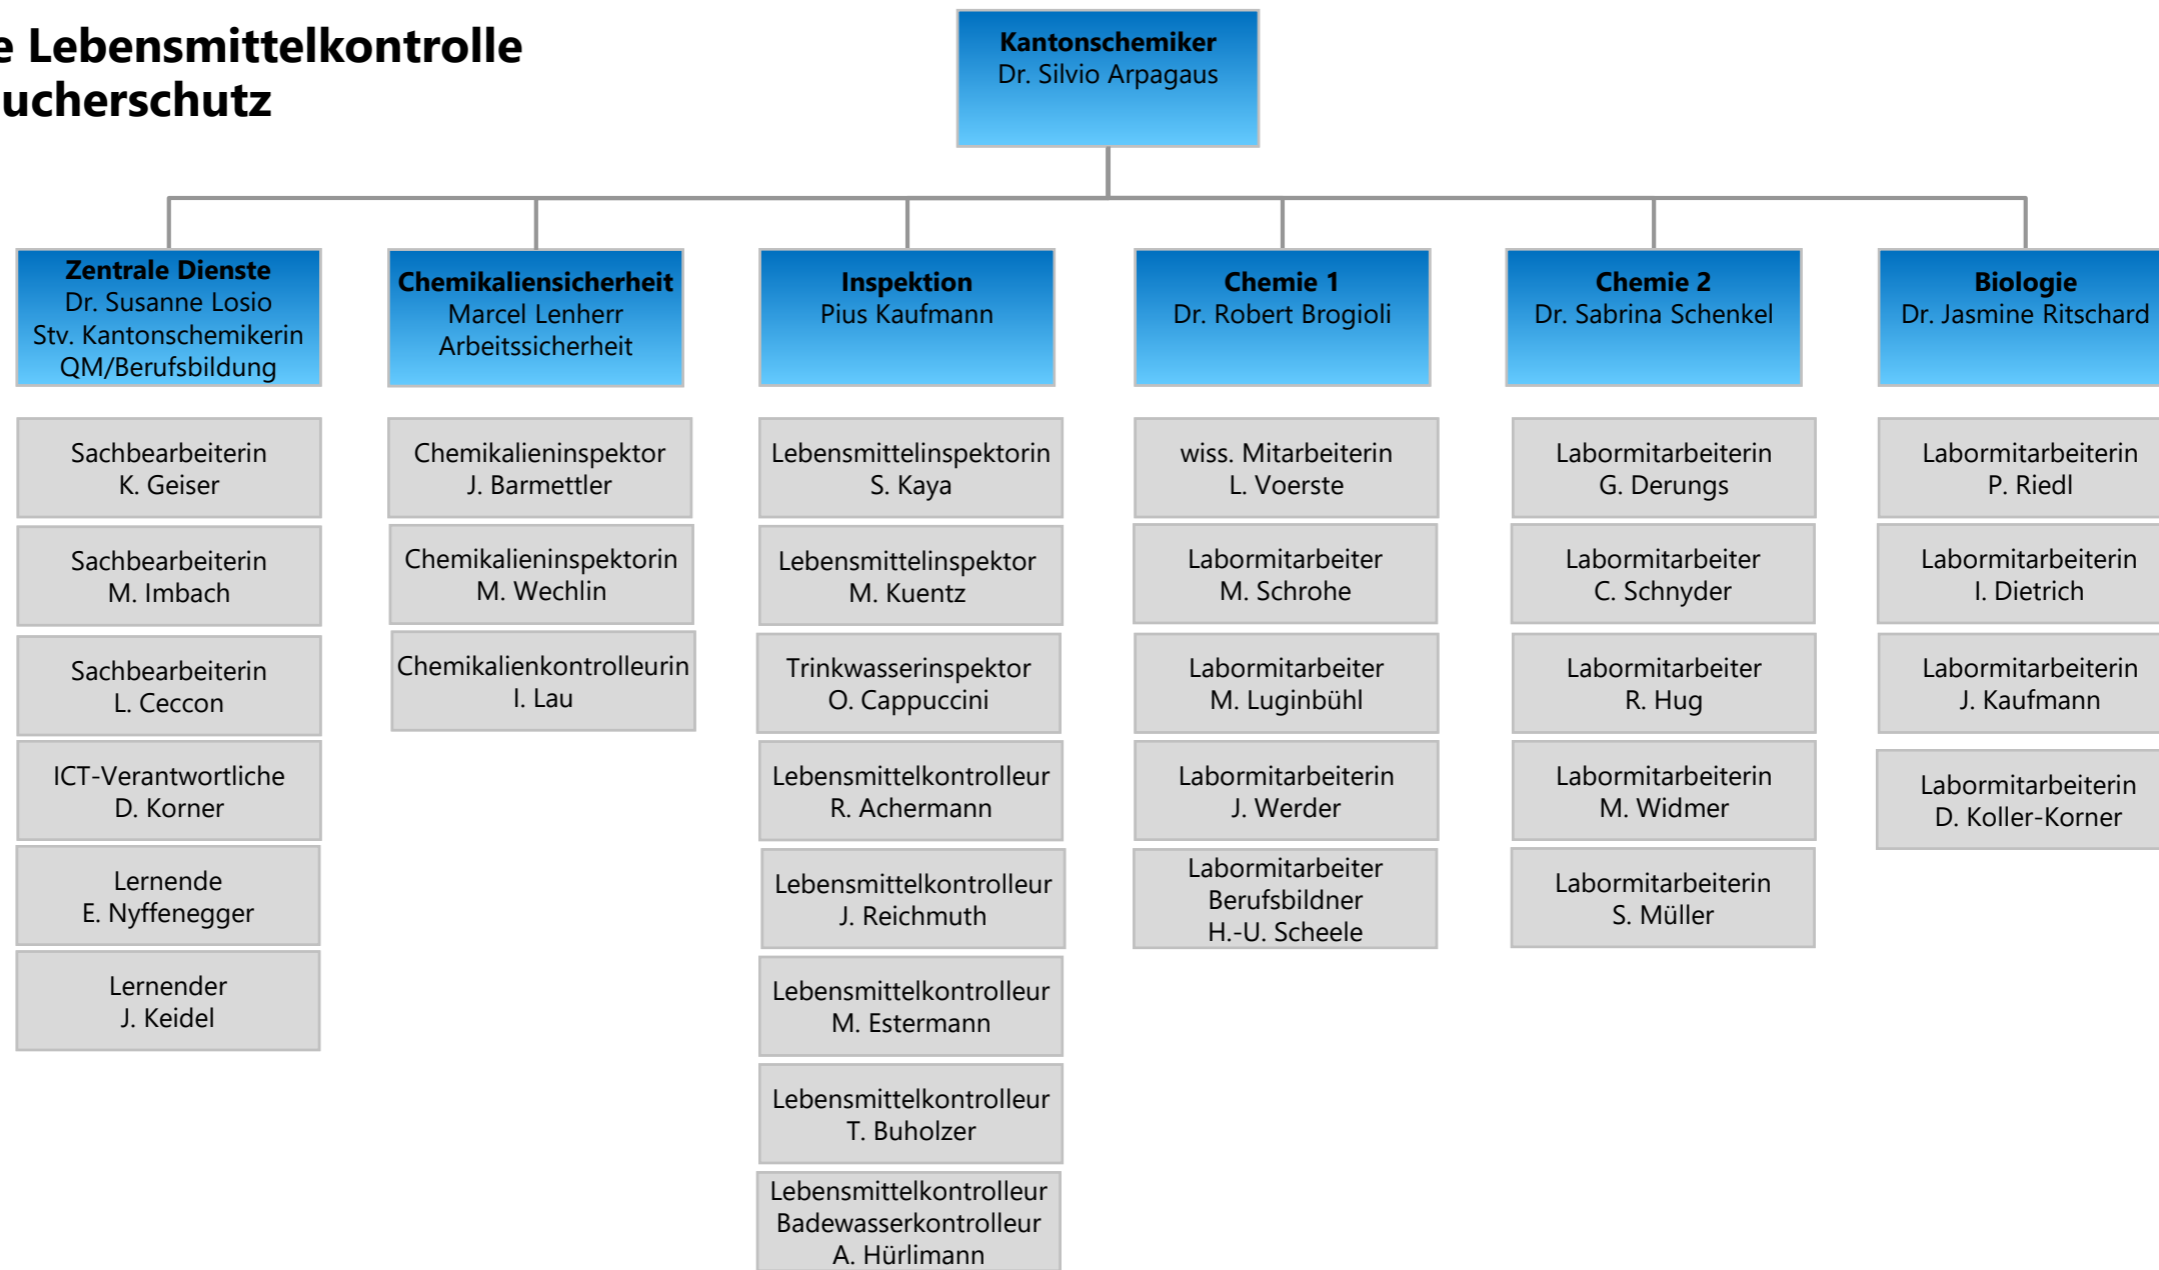 e Lebensmittelkontrolle
ucherschutz
Kantonschemiker
Dr. Silvio Arpagaus
Zentrale Dienste
Dr. Susanne Losio
Stv. Kantonschemikerin
QM/Berufsbildung
Sachbearbeiterin
K. Geiser
Sachbearbeiterin
M. Imbach
Sachbearbeiterin
L. Ceccon
ICT-Verantwortliche
D. Korner
Lernende
E. Nyffenegger
Lernender
J. Keidel
Chemikaliensicherheit
Marcel Lenherr
Arbeitssicherheit
Chemikalieninspektor
J. Barmettler
Chemikalieninspektorin
M. Wechlin
Chemikalienkontrolleurin
I. Lau
Inspektion
Pius Kaufmann
Lebensmittelinspektorin
S. Kaya
Lebensmittelinspektor
M. Kuentz
Trinkwasserinspektor
O. Cappuccini
Lebensmittelkontrolleur
R. Achermann
Lebensmittelkontrolleur
J. Reichmuth
Lebensmittelkontrolleur
M. Estermann
Lebensmittelkontrolleur
T. Buholzer
Lebensmittelkontrolleur
Badewasserkontrolleur
A. Hürlimann
Chemie 1
Dr. Robert Brogioli
wiss. Mitarbeiterin
L. Voerste
Labormitarbeiter
M. Schrohe
Labormitarbeiter
M. Luginbühl
Labormitarbeiterin
J. Werder
Labormitarbeiter
Berufsbildner
H.-U. Scheele
Chemie 2
Dr. Sabrina Schenkel
Labormitarbeiterin
G. Derungs
Labormitarbeiter
C. Schnyder
Labormitarbeiter
R. Hug
Labormitarbeiterin
M. Widmer
Labormitarbeiterin
S. Müller
Biologie
Dr. Jasmine Ritschard
Labormitarbeiterin
P. Riedl
Labormitarbeiterin
I. Dietrich
Labormitarbeiterin
J. Kaufmann
Labormitarbeiterin
D. Koller-Korner